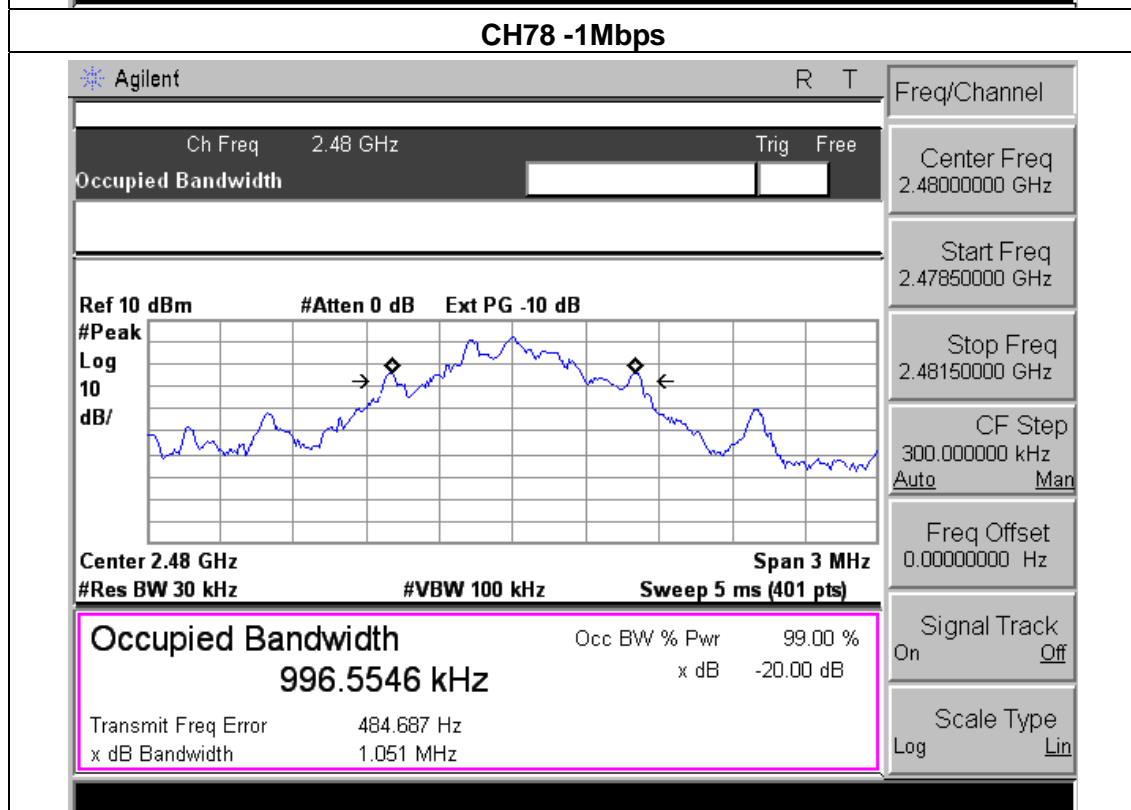 CH78 -1Mbps
Agilent R T
Ch Freq 2.48 GHz Trig Free
Occupied Bandwidth
Ref 10 dBm #Atten 0 dB Ext PG -10 dB
#Peak
Log
10
dB/
Center 2.48 GHz Span 3 MHz
#Res BW 30 kHz #VBW 100 kHz Sweep 5 ms (401 pts)
Occupied Bandwidth
996.5546 kHz
Occ BW % Pwr 99.00 %
x dB -20.00 dB
Transmit Freq Error 484.687 Hz
x dB Bandwidth 1.051 MHz
Freq/Channel
Center Freq
2.48000000 GHz
Start Freq
2.47850000 GHz
Stop Freq
2.48150000 GHz
CF Step
300.000000 kHz
Auto Man
Freq Offset
0.00000000 Hz
Signal Track
On Off
Scale Type
Log Lin